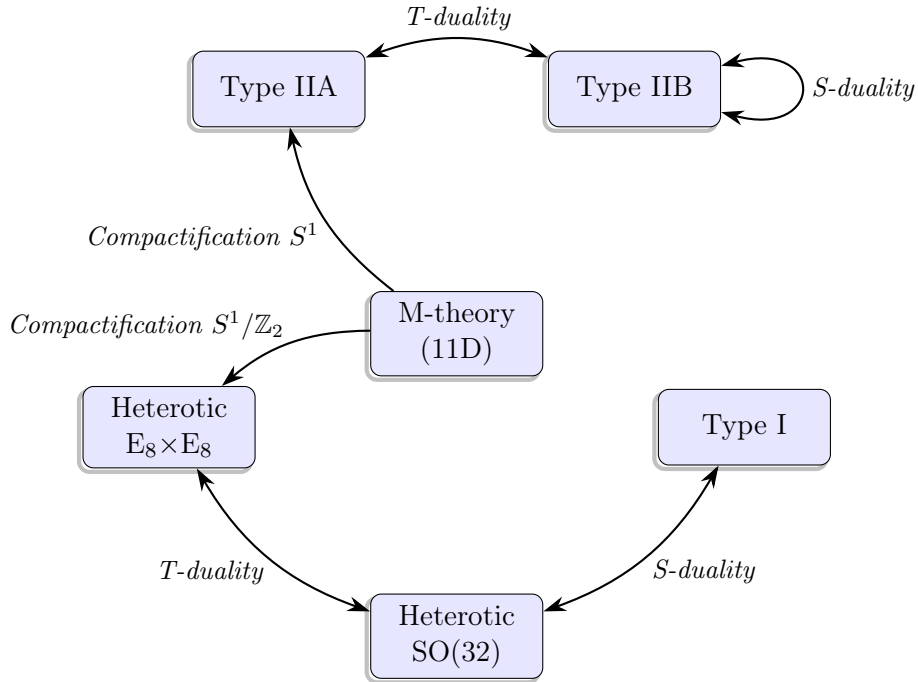 T-duality
Type IIA
Type IIB
S-duality
Compactification S¹
M-theory
(11D)
Compactification S¹/ℤ₂
Heterotic
E₈×E₈
Type I
T-duality
S-duality
Heterotic
SO(32)